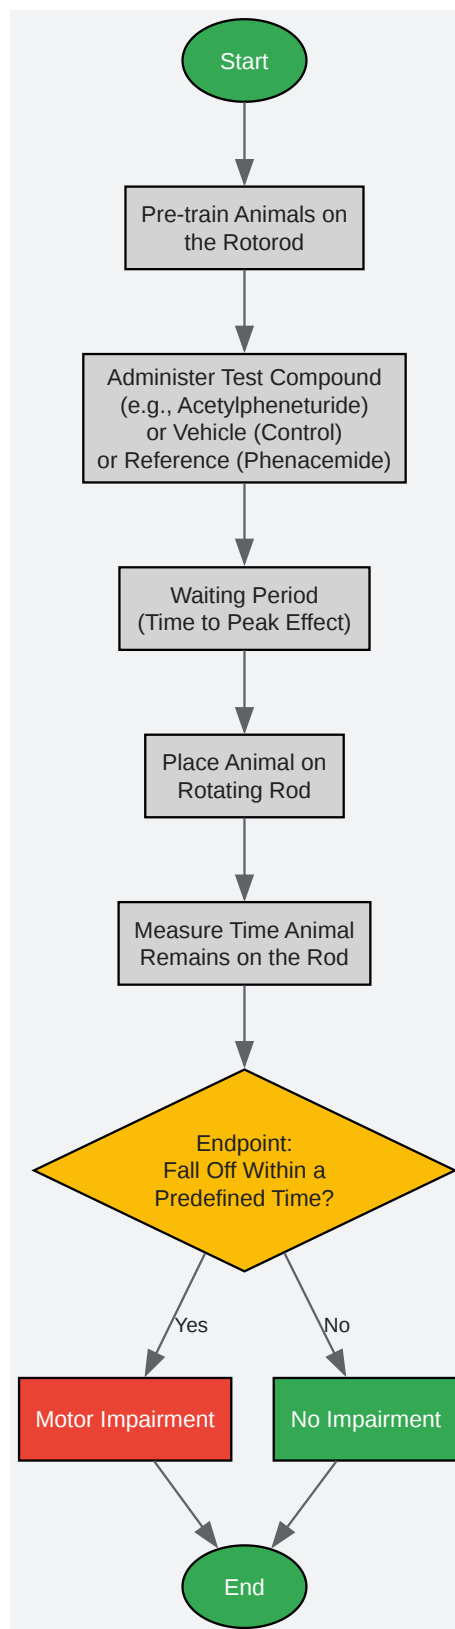 Start
Pre-train Animals on
the Rotorod
Administer Test Compound
(e.g., Acetylpheneturide)
or Vehicle (Control)
or Reference (Phenacemide)
Waiting Period
(Time to Peak Effect)
Place Animal on
Rotating Rod
Measure Time Animal
Remains on the Rod
Endpoint:
Fall Off Within a
Predefined Time?
Yes
No
Motor Impairment
No Impairment
End